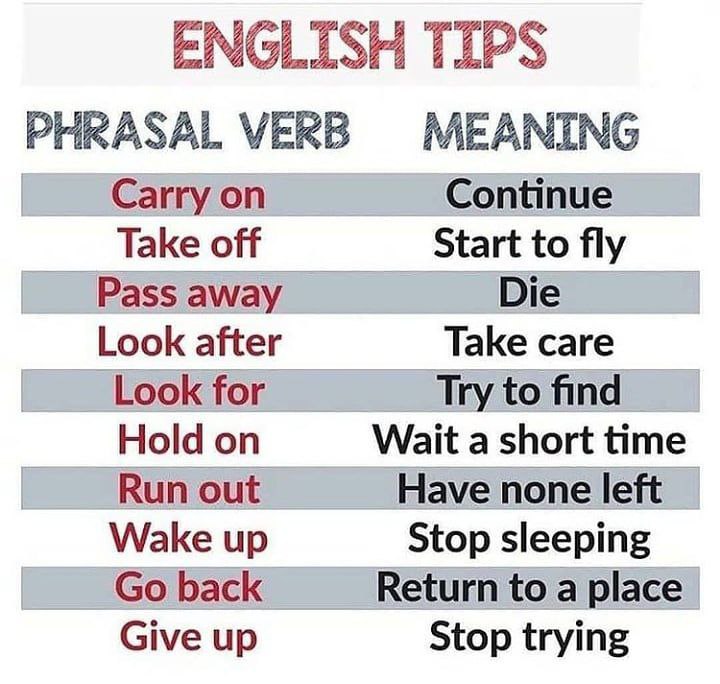 ENGLISH TIPS
PHRASAL VERB MEANING
Carry on Continue
Take off Start to fly
Pass away Die
Look after Take care
Look for Try to find
Hold on Wait a short time
Run out Have none left
Wake up Stop sleeping
Go back Return to a place
Give up Stop trying